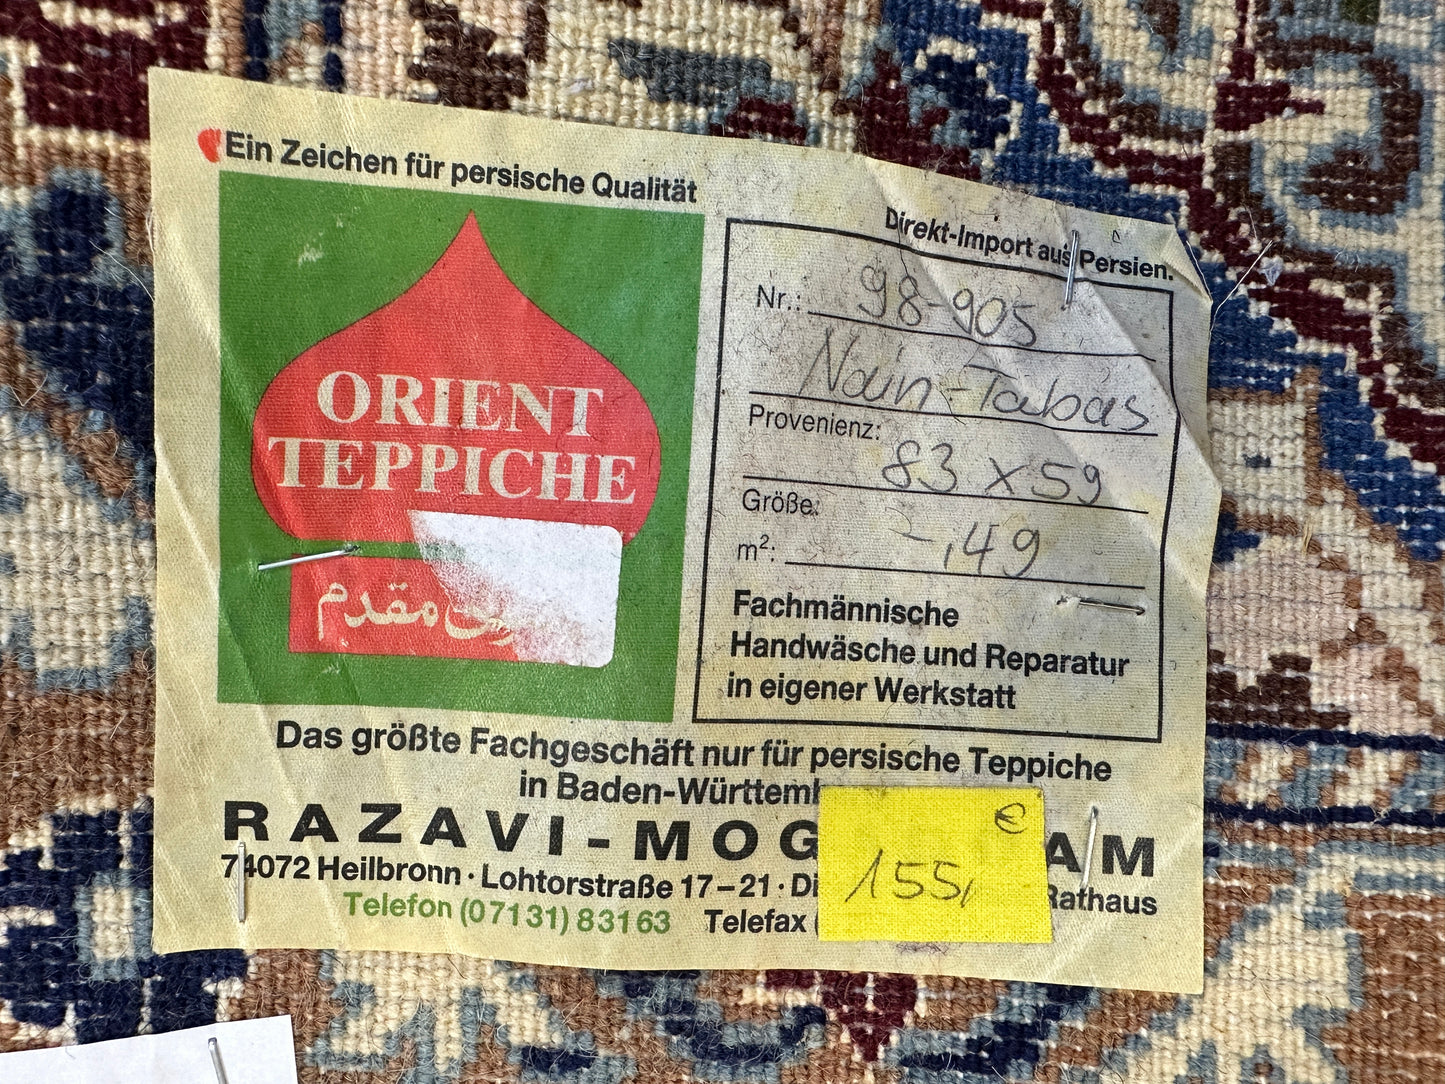 Ein Zeichen für persische Qualität
ORIENT
TEPPICHE
مقدم
Direkt-Import aus Persien.
Nr.: 98-905
Nain-Tabas
Provenienz:
83 x 59
Größe:
m²: -,49
Fachmännische
Handwäsche und Reparatur
in eigener Werkstatt
Das größte Fachgeschäft nur für persische Teppiche
in Baden-Württemb
RAZAVI-MOG AM
74072 Heilbronn · Lohtorstraße 17–21 · Di Rathaus
Telefon (07131) 83163 Telefax (
€
155,